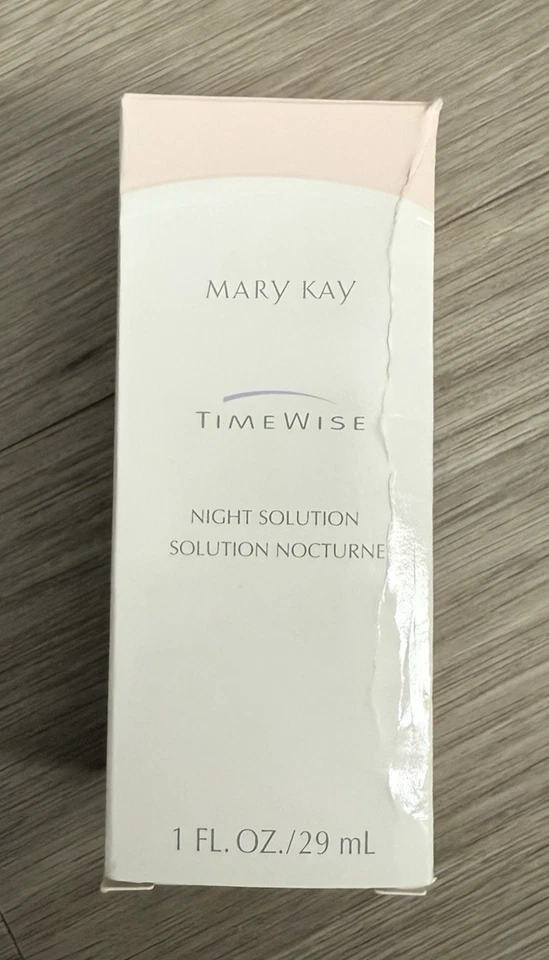 MARY KAY
TIMEWISE
NIGHT SOLUTION
SOLUTION NOCTURNE
1 FL. OZ./29 mL